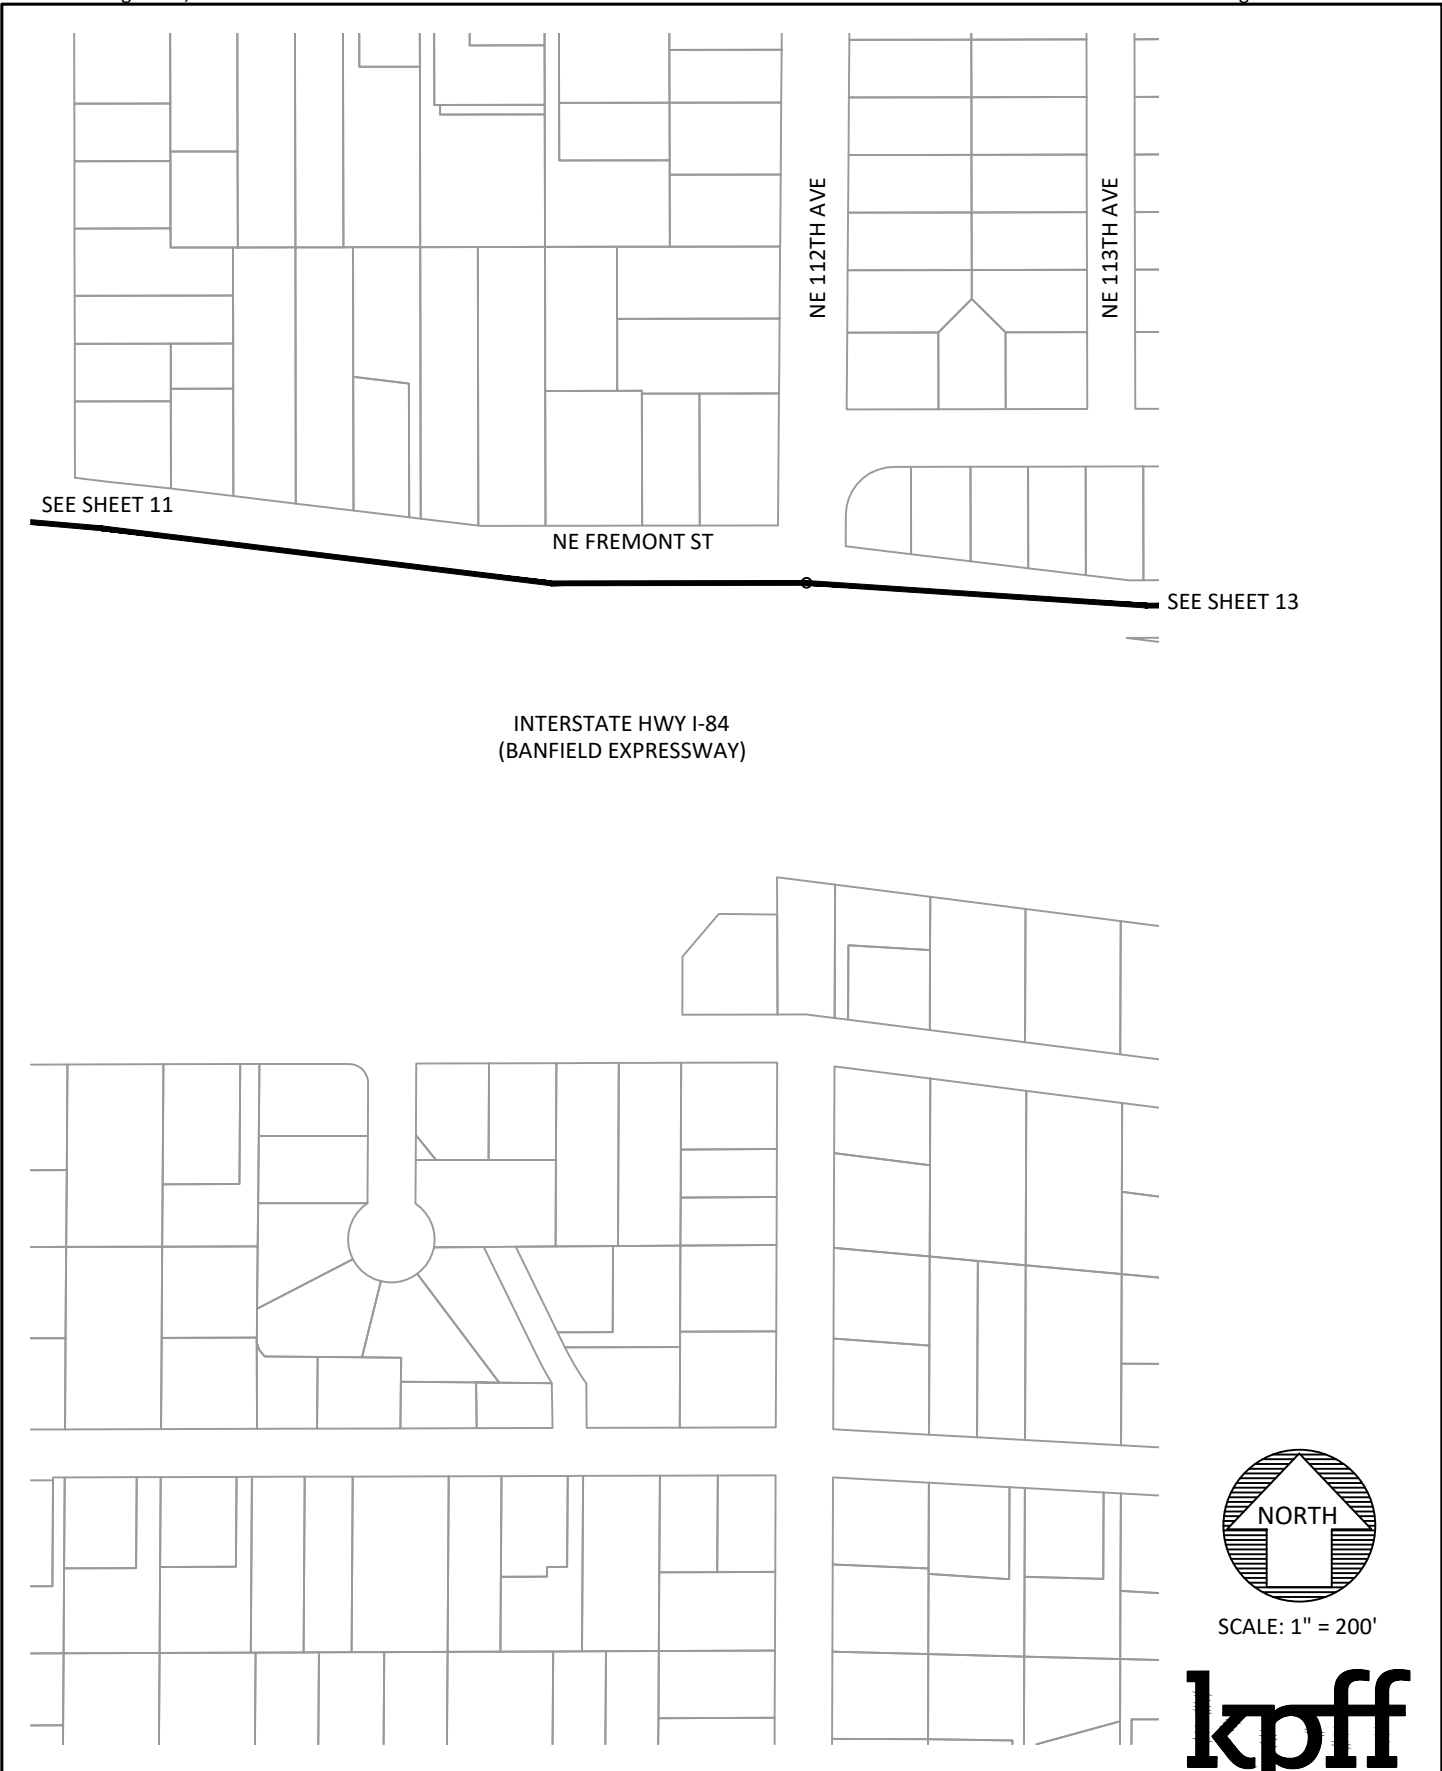 NE 112TH AVE
NE 113TH AVE
SEE SHEET 11
NE FREMONT ST
SEE SHEET 13
INTERSTATE HWY I-84
(BANFIELD EXPRESSWAY)
NORTH
SCALE: 1" = 200'
kpff